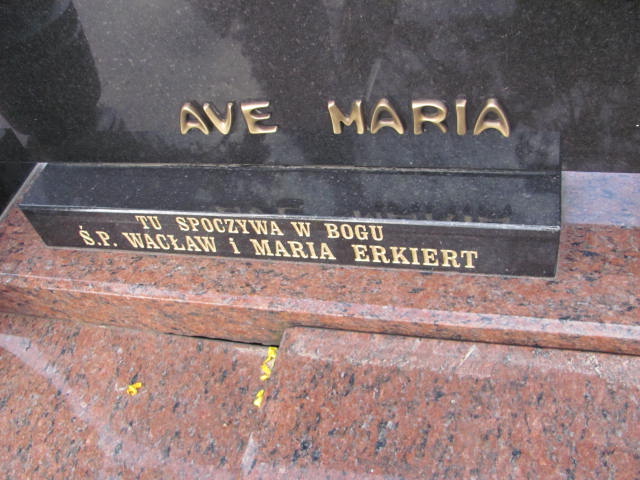 AVE MARIA
TU SPOCZYWA W BOGU
Ś.P. WACŁAW i MARIA ERKIERT